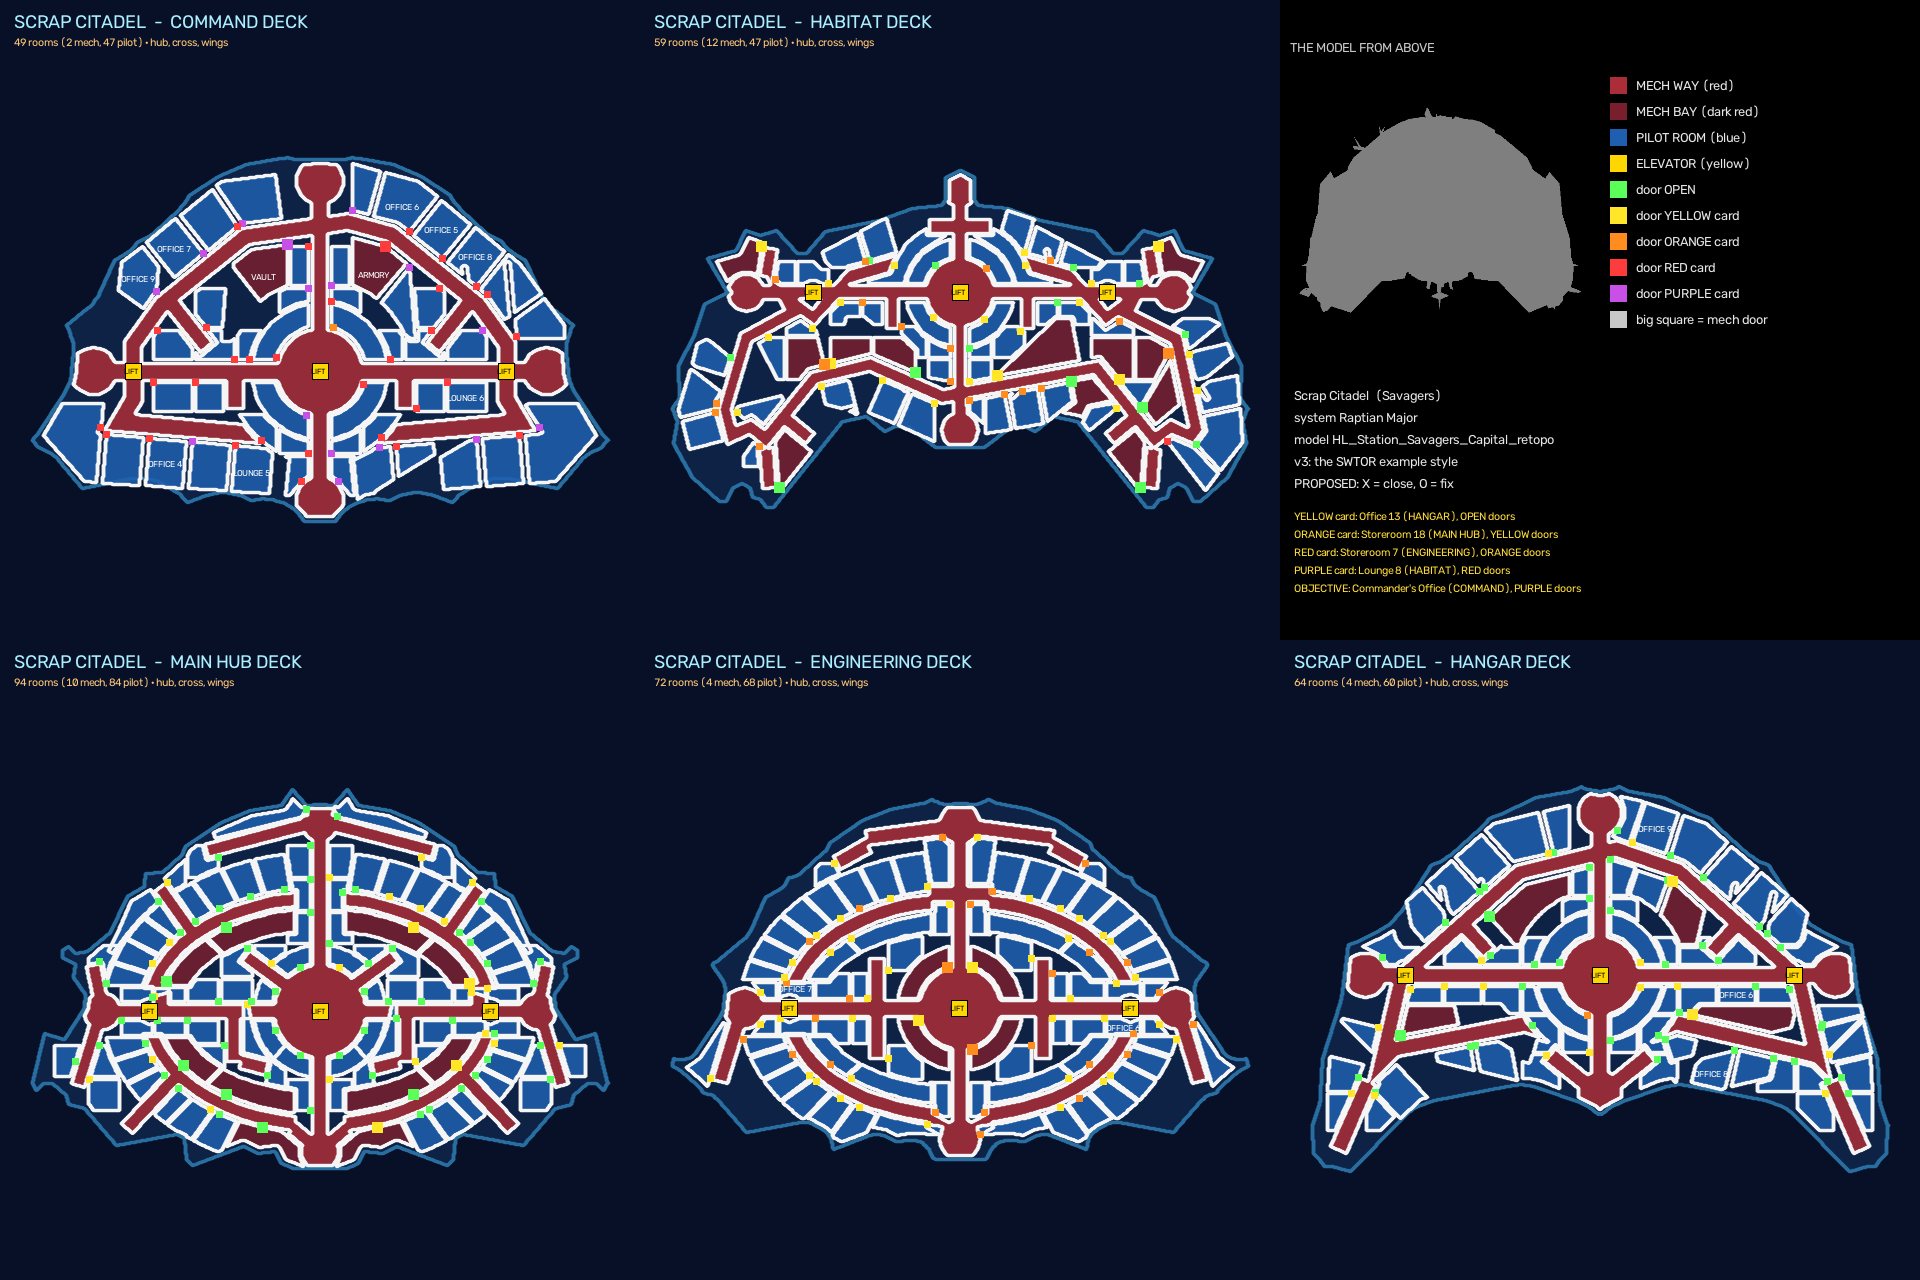 SCRAP CITADEL - COMMAND DECK
49 rooms (2 mech, 47 pilot) • hub, cross, wings
OFFICE 6
OFFICE 5
OFFICE 7
OFFICE 8
VAULT
ARMORY
OFFICE 9
LIFT
LIFT
LIFT
LOUNGE 6
OFFICE 4
LOUNGE 5
SCRAP CITADEL - HABITAT DECK
59 rooms (12 mech, 47 pilot) • hub, cross, wings
LIFT
LIFT
LIFT
THE MODEL FROM ABOVE
MECH WAY (red)
MECH BAY (dark red)
PILOT ROOM (blue)
ELEVATOR (yellow)
door OPEN
door YELLOW card
door ORANGE card
door RED card
door PURPLE card
big square = mech door
Scrap Citadel (Savagers)
system Raptian Major
model HL_Station_Savagers_Capital_retopo
v3: the SWTOR example style
PROPOSED: X = close, O = fix
YELLOW card: Office 13 (HANGAR), OPEN doors
ORANGE card: Storeroom 18 (MAIN HUB), YELLOW doors
RED card: Storeroom 7 (ENGINEERING), ORANGE doors
PURPLE card: Lounge 8 (HABITAT), RED doors
OBJECTIVE: Commander's Office (COMMAND), PURPLE doors
SCRAP CITADEL - MAIN HUB DECK
94 rooms (10 mech, 84 pilot) • hub, cross, wings
LIFT
LIFT
LIFT
SCRAP CITADEL - ENGINEERING DECK
72 rooms (4 mech, 68 pilot) • hub, cross, wings
OFFICE 7
LIFT
LIFT
LIFT
OFFICE 6
SCRAP CITADEL - HANGAR DECK
64 rooms (4 mech, 60 pilot) • hub, cross, wings
OFFICE 9
LIFT
LIFT
LIFT
OFFICE 6
OFFICE 8